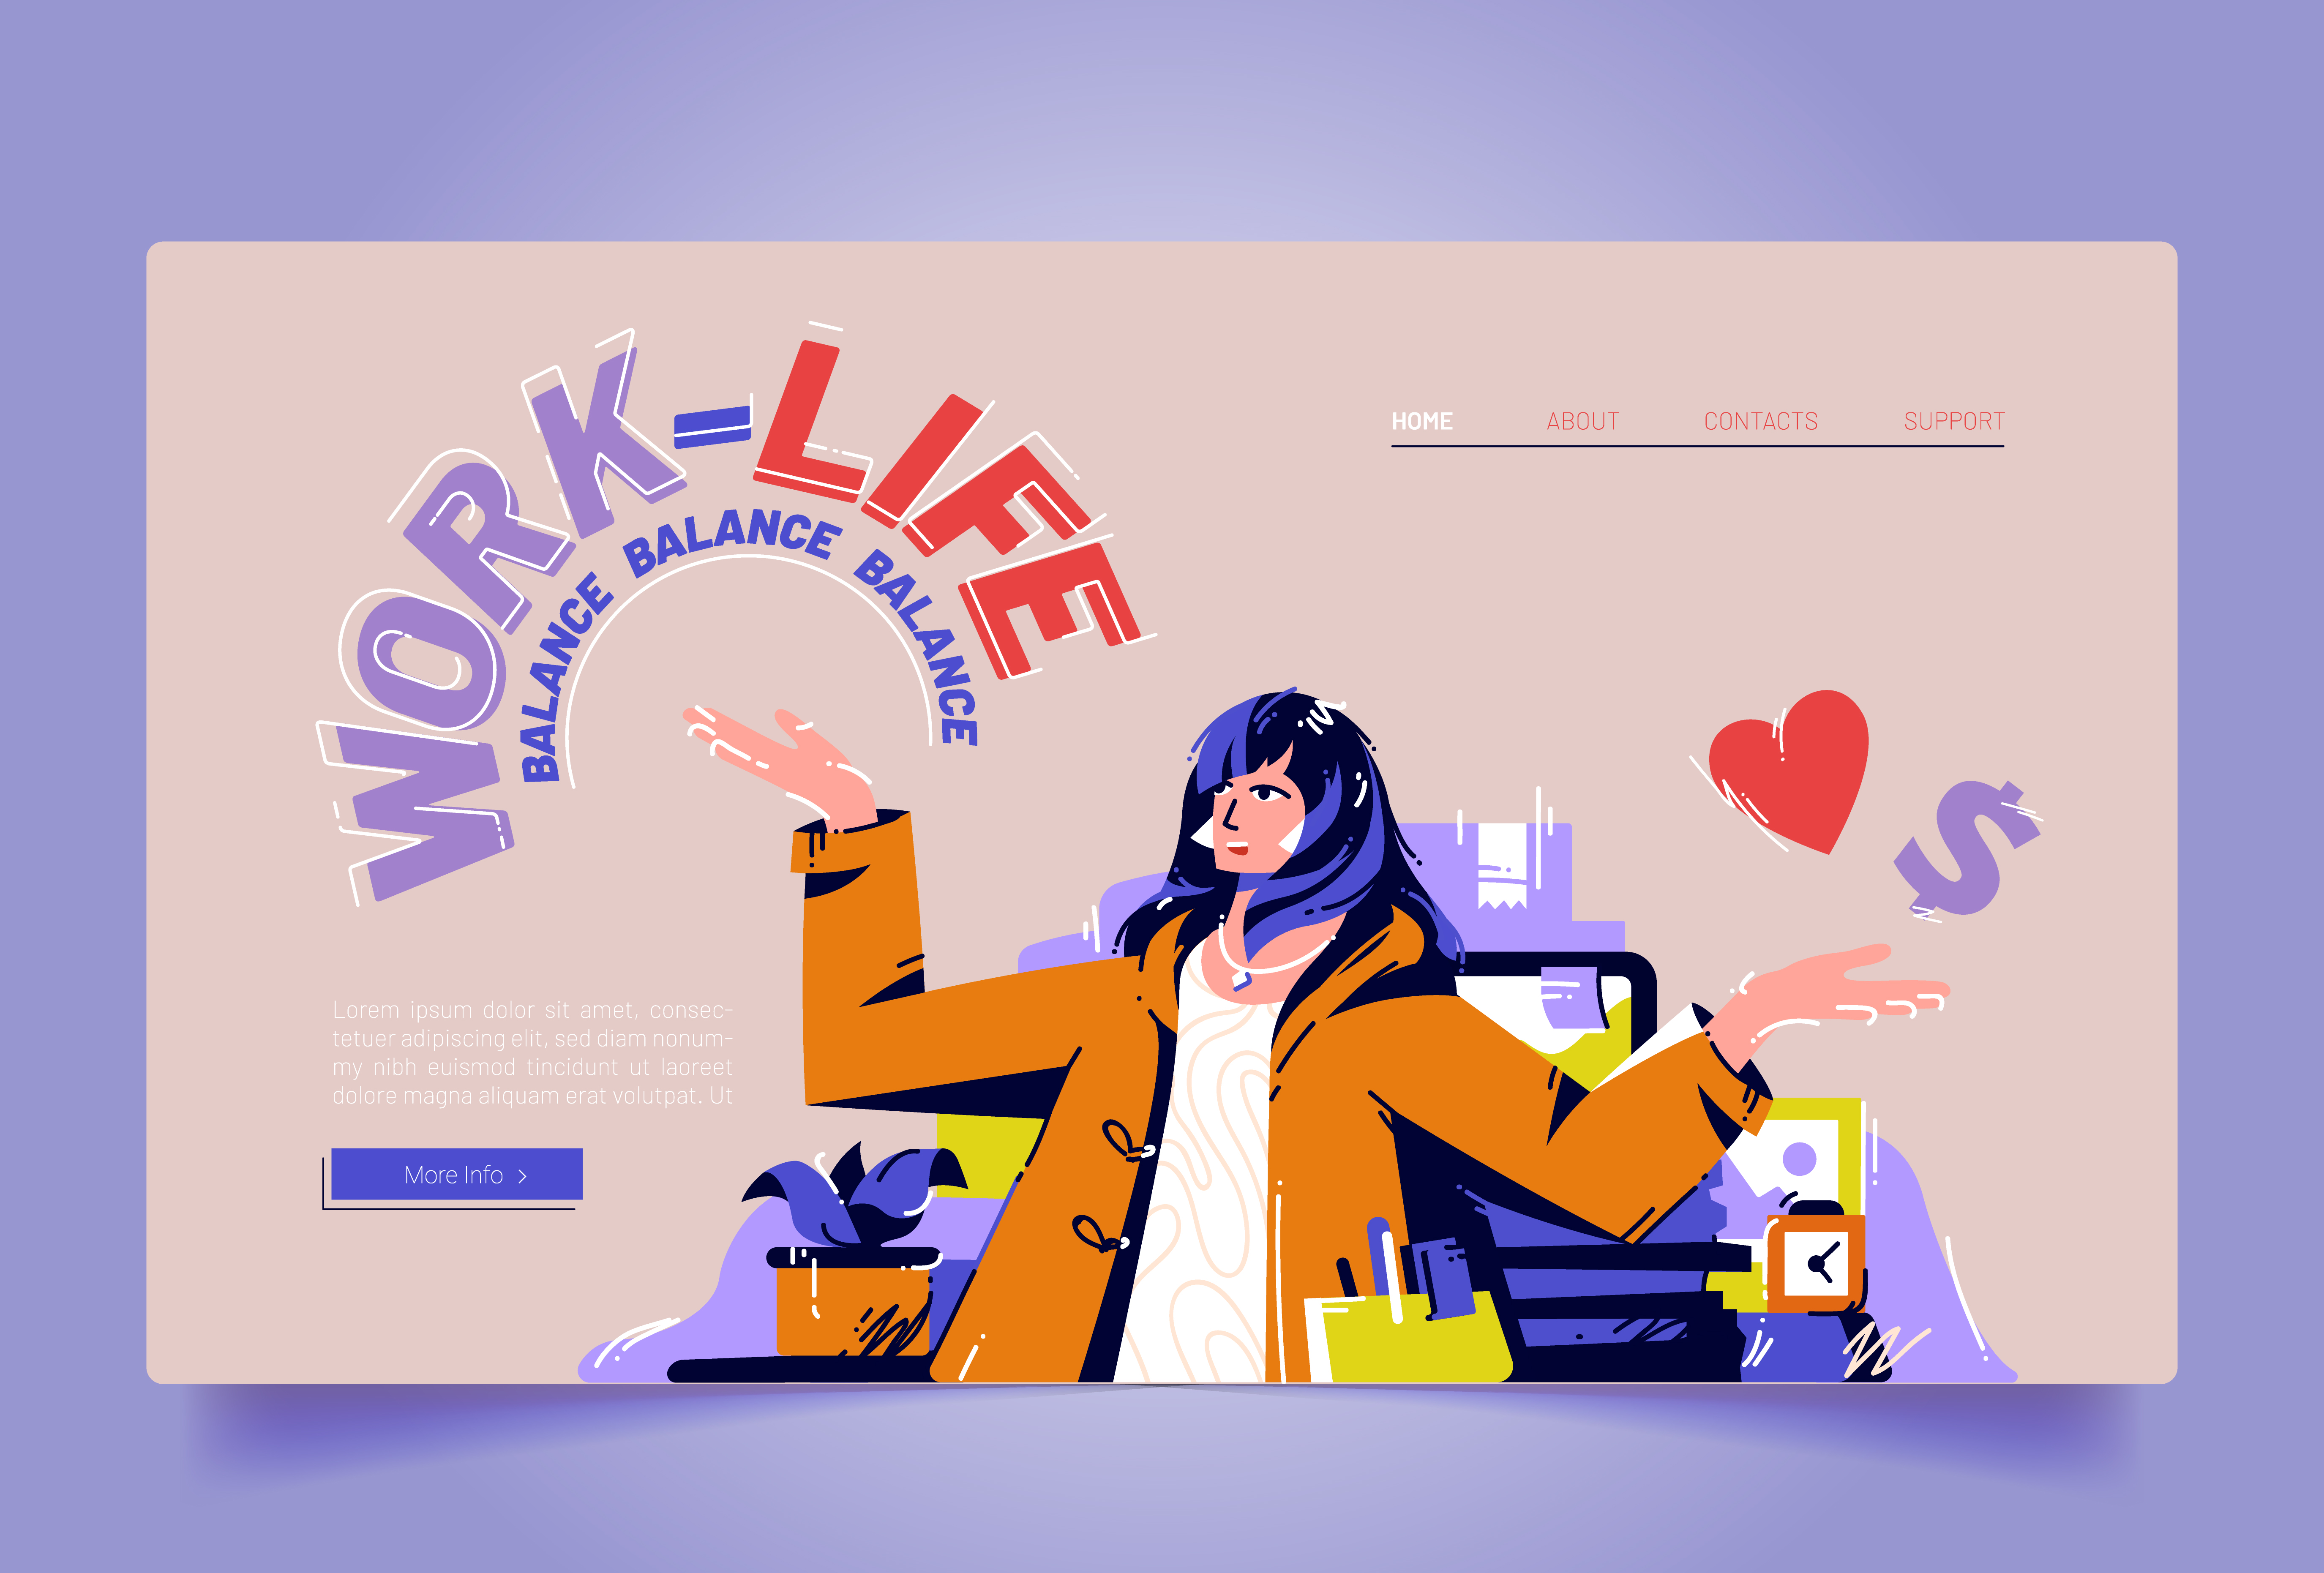 HOME ABOUT CONTACTS SUPPORT
WORK-LIFE
BALANCE BALANCE BALANCE
$
Lorem ipsum dolor sit amet, consec-
tetuer adipiscing elit, sed diam nonum-
my nibh euismod tincidunt ut laoreet
dolore magna aliquam erat volutpat. Ut
More Info >